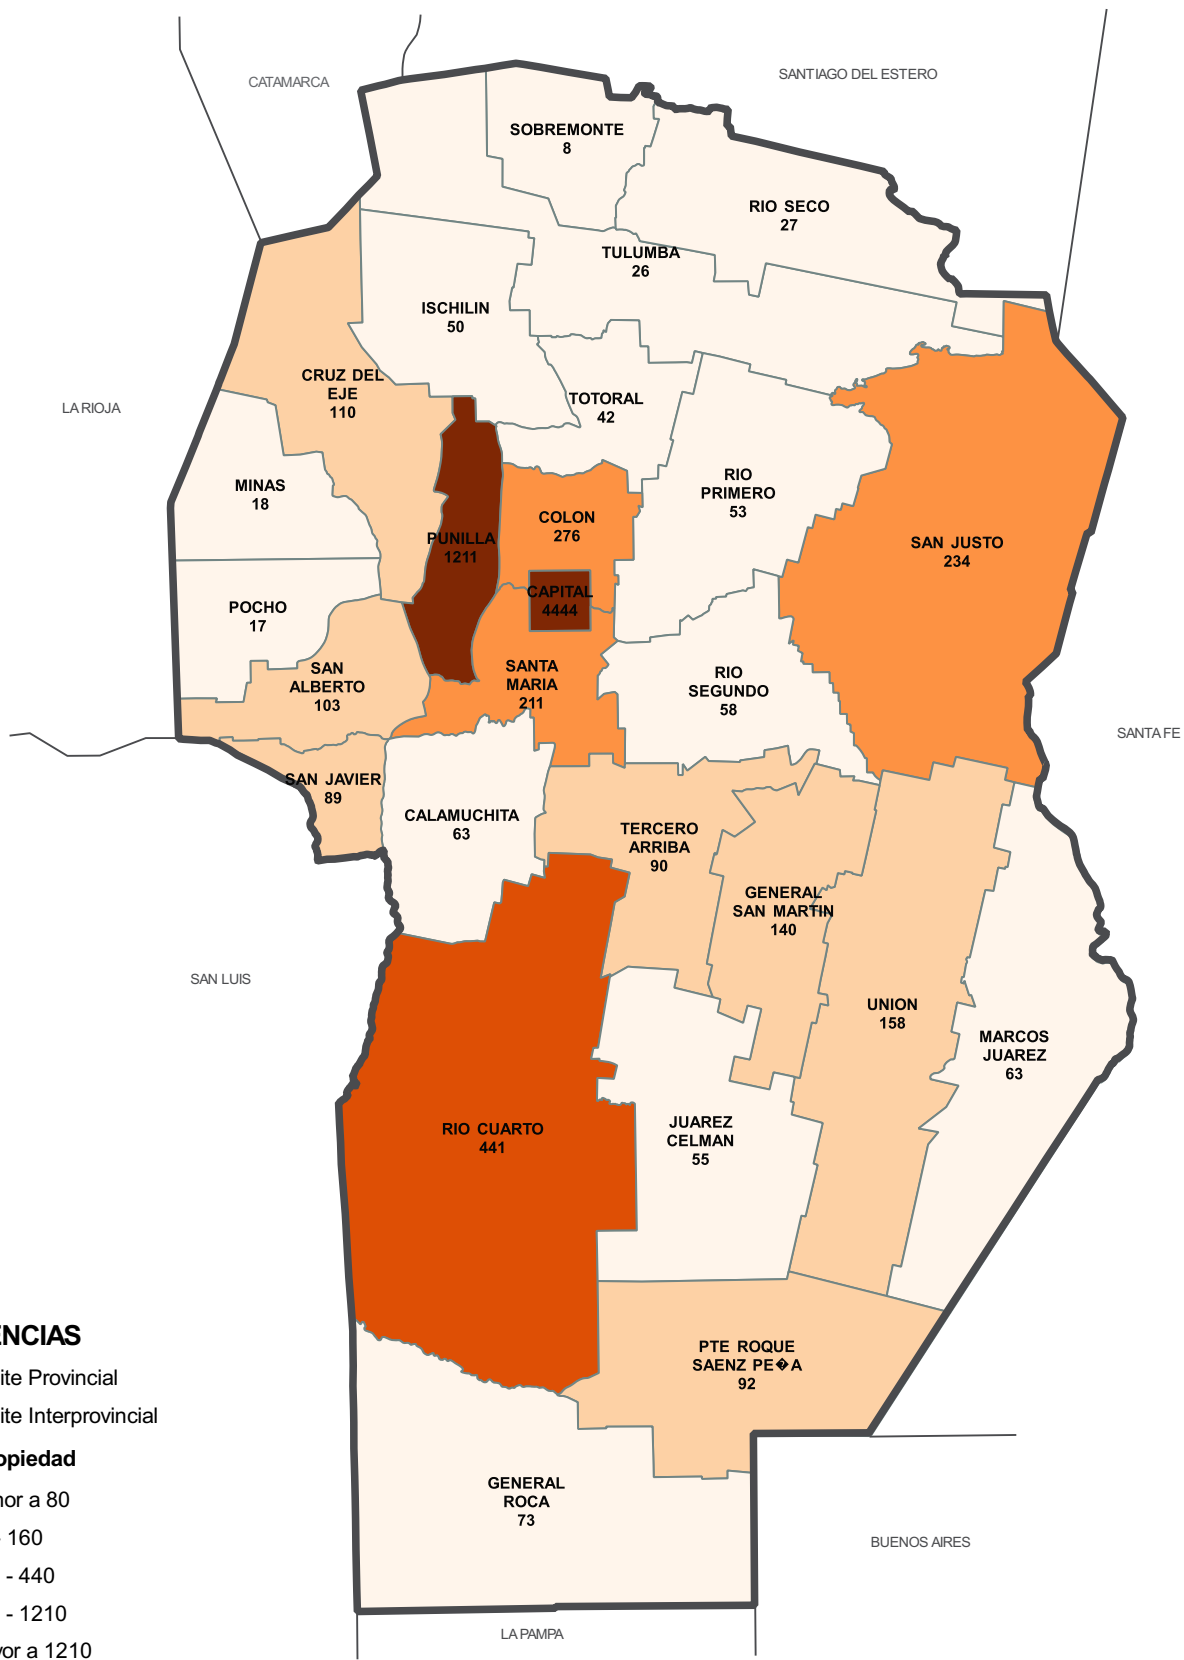 CATAMARCA
SANTIAGO DEL ESTERO
SOBREMONTE
8
RIO SECO
27
TULUMBA
26
ISCHILIN
50
CRUZ DEL
EJE
110
TOTORAL
42
LA RIOJA
MINAS
18
RIO
PRIMERO
53
COLON
276
PUNILLA
1211
SAN JUSTO
234
CAPITAL
4444
POCHO
17
SAN
ALBERTO
103
SANTA
MARIA
211
RIO
SEGUNDO
58
SANTA FE
SAN JAVIER
89
CALAMUCHITA
63
TERCERO
ARRIBA
90
GENERAL
SAN MARTIN
140
SAN LUIS
UNION
158
MARCOS
JUAREZ
63
RIO CUARTO
441
JUAREZ
CELMAN
55
PTE ROQUE
SAENZ PE�A
92
GENERAL
ROCA
73
BUENOS AIRES
LA PAMPA
ENCIAS
ite Provincial
ite Interprovincial
opiedad
nor a 80
- 160
- 440
- 1210
yor a 1210